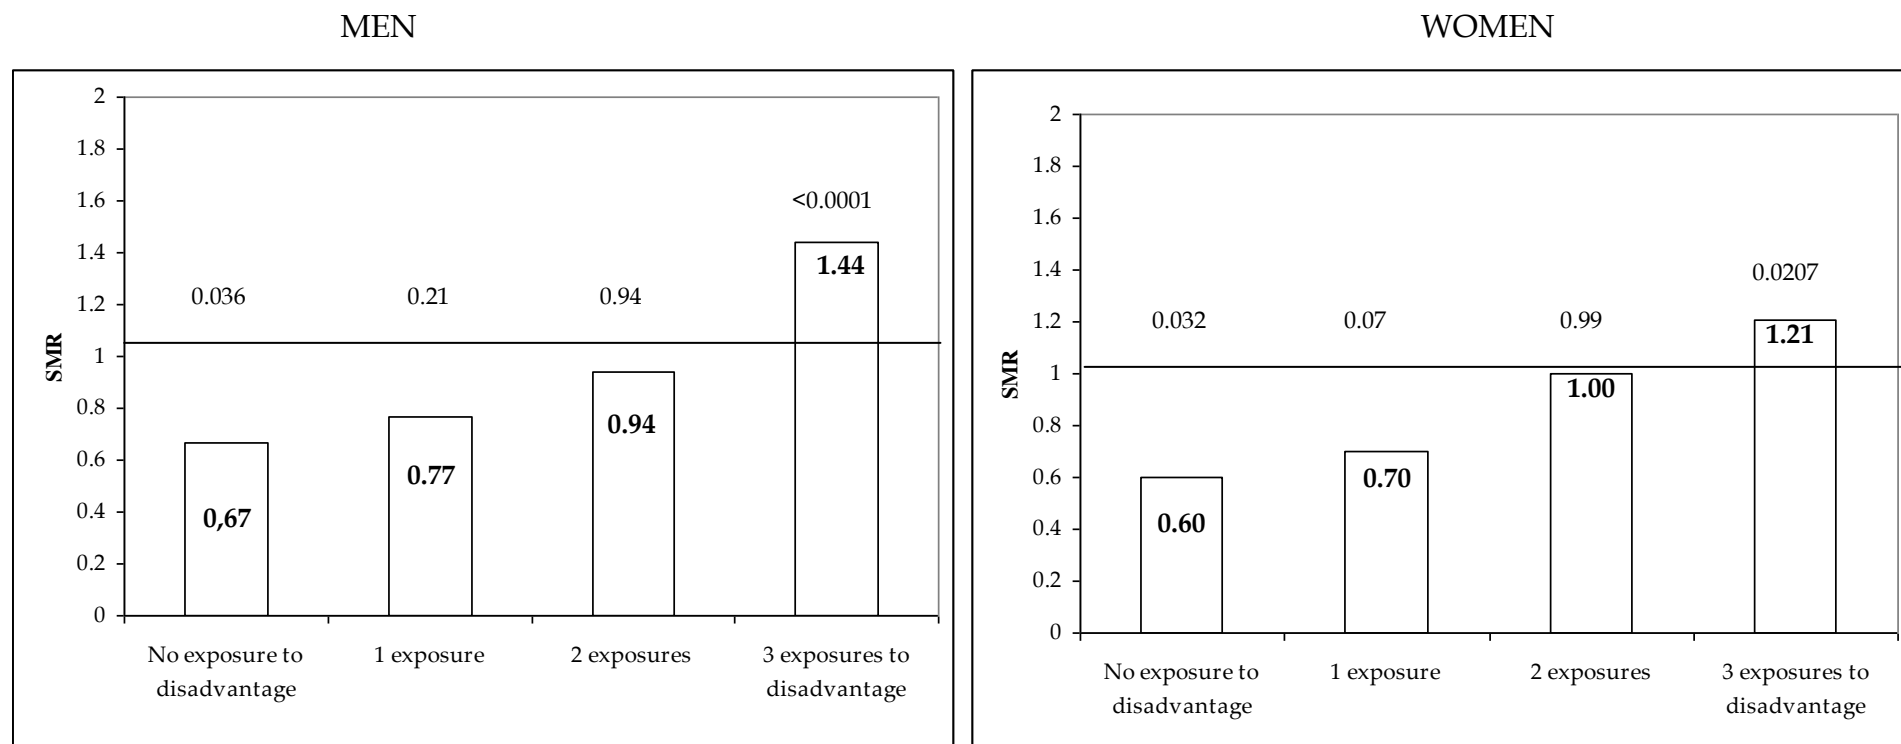 MEN
WOMEN
2
1.8
1.6
1.4
1.2
1
0.8
0.6
0.4
0.2
0
SMR
<0.0001
1.44
0.036
0.21
0.94
0,67
0.77
0.94
No exposure to
disadvantage
1 exposure
2 exposures
3 exposures to
disadvantage
2
1.8
1.6
1.4
1.2
1
0.8
0.6
0.4
0.2
0
SMR
0.0207
1.21
0.032
0.07
0.99
0.60
0.70
1.00
No exposure to
disadvantage
1 exposure
2 exposures
3 exposures to
disadvantage